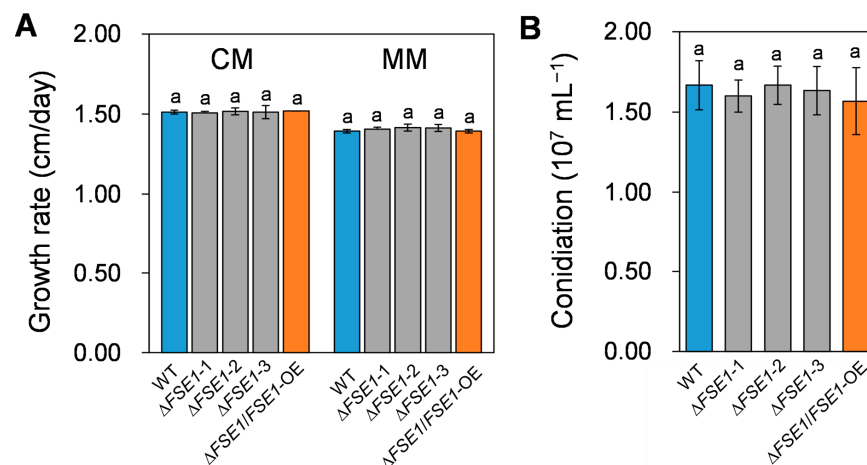 A
Growth rate (cm/day)
2.00
1.50
1.00
0.50
0.00
CM
MM
a a a a a
a a a a a
WT
ΔFSE1-1
ΔFSE1-2
ΔFSE1-3
ΔFSE1/FSE1-OE
WT
ΔFSE1-1
ΔFSE1-2
ΔFSE1-3
ΔFSE1/FSE1-OE
B
Conidiation (10⁷ mL⁻¹)
2.00
1.50
1.00
0.50
0.00
a a a a a
WT
ΔFSE1-1
ΔFSE1-2
ΔFSE1-3
ΔFSE1/FSE1-OE